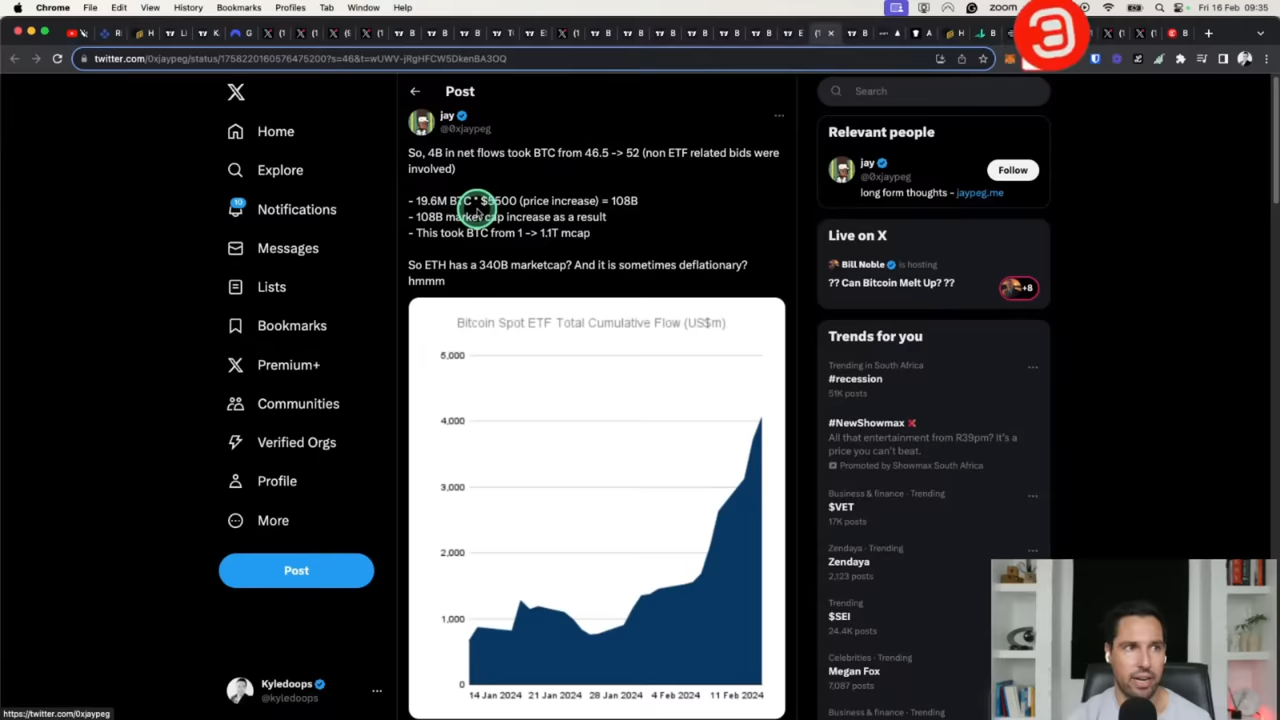 Chrome File Edit View History Bookmarks Profiles Tab Window Help
zoom
Fri 16 Feb 09:35
twitter.com/0xjaypeg/status/1758220160576475200?s=46&t=wUWV-jRgHFCW5DkenBA3OQ
Home
Explore
10
Notifications
Messages
Lists
Bookmarks
Premium+
Communities
Verified Orgs
Profile
More
Post
Kyledoops
@kyledoops
https://twitter.com/0xjaypeg
Post
jay
@0xjaypeg
So, 4B in net flows took BTC from 46.5 -> 52 (non ETF related bids were
involved)
- 19.6M BTC * $5500 (price increase) = 108B
- 108B market cap increase as a result
- This took BTC from 1 -> 1.1T mcap
So ETH has a 340B marketcap? And it is sometimes deflationary?
hmmm
Bitcoin Spot ETF Total Cumulative Flow (US$m)
5,000
4,000
3,000
2,000
1,000
0
14 Jan 2024 21 Jan 2024 28 Jan 2024 4 Feb 2024 11 Feb 2024
Search
Relevant people
jay
@0xjaypeg
Follow
long form thoughts - jaypeg.me
Live on X
Bill Noble is hosting
?? Can Bitcoin Melt Up? ??
+8
Trends for you
Trending in South Africa
#recession
51K posts
#NewShowmax
All that entertainment from R39pm? It's a
price you can't beat.
Promoted by Showmax South Africa
Business & finance · Trending
$VET
17K posts
Zendaya · Trending
Zendaya
2,123 posts
Trending
$SEI
24.4K posts
Celebrities · Trending
Megan Fox
7,087 posts
Business & finance · Trending